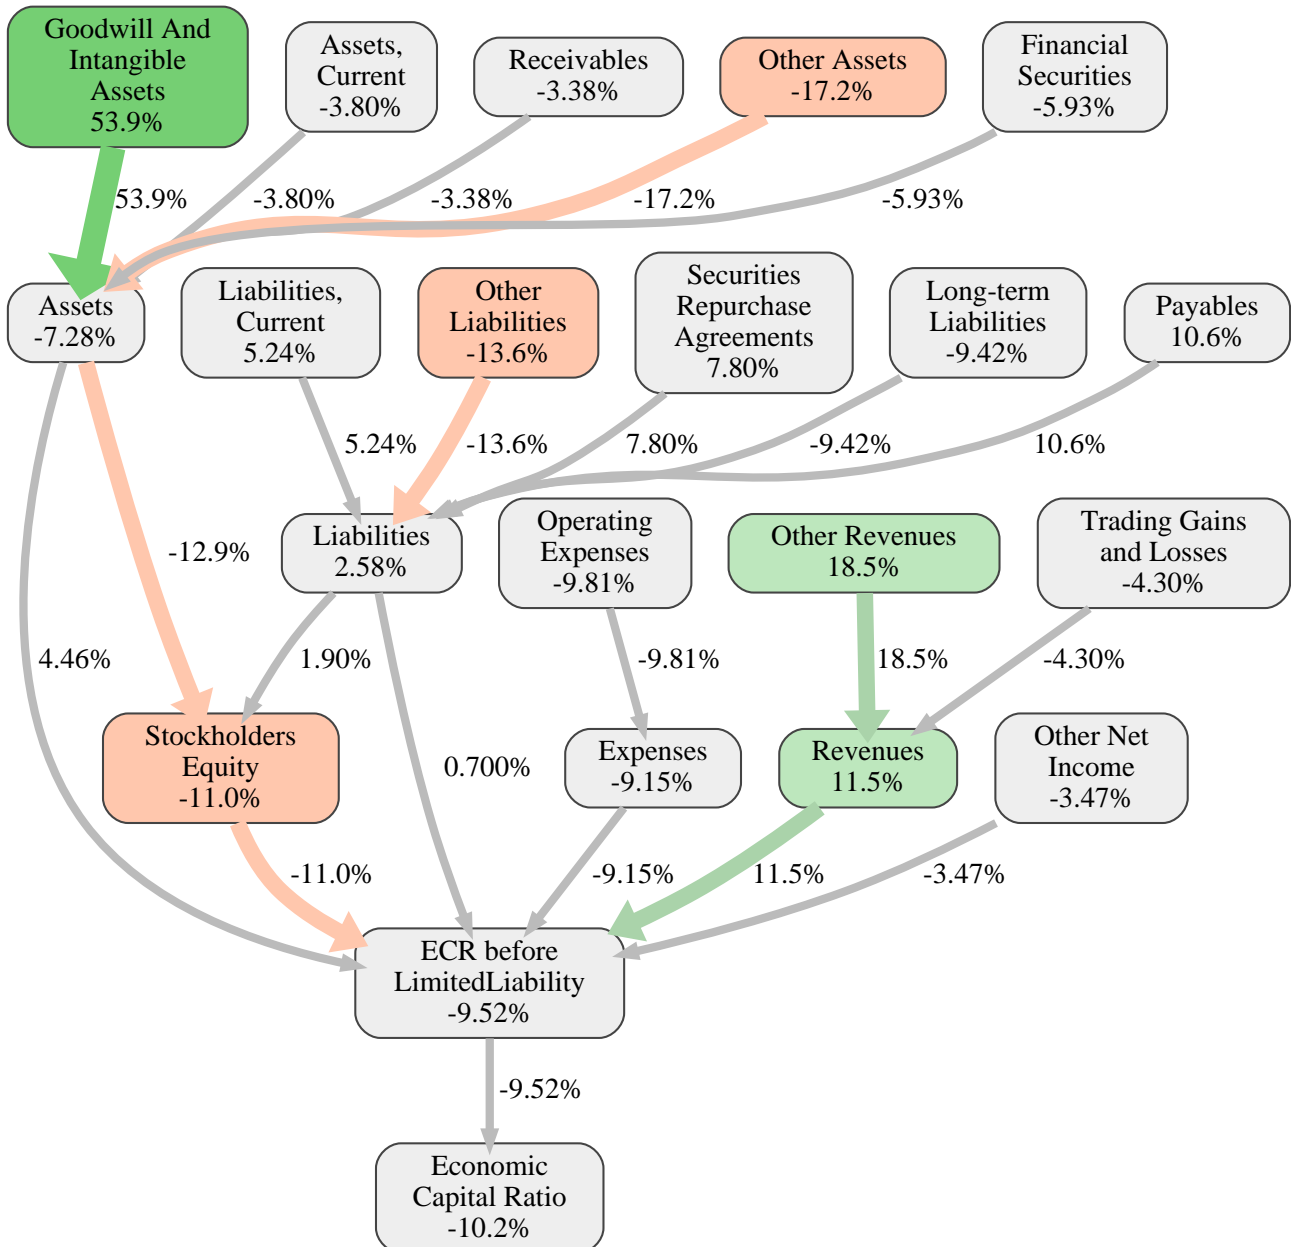 Goodwill And
Intangible
Assets
53.9%
Assets,
Current
-3.80%
Receivables
-3.38%
Other Assets
-17.2%
Financial
Securities
-5.93%
53.9%
-3.80%
-3.38%
-17.2%
-5.93%
Assets
-7.28%
Liabilities,
Current
5.24%
Other
Liabilities
-13.6%
Securities
Repurchase
Agreements
7.80%
Long-term
Liabilities
-9.42%
Payables
10.6%
5.24%
-13.6%
7.80%
-9.42%
10.6%
-12.9%
Liabilities
2.58%
Operating
Expenses
-9.81%
Other Revenues
18.5%
Trading Gains
and Losses
-4.30%
4.46%
1.90%
-9.81%
18.5%
-4.30%
Stockholders
Equity
-11.0%
0.700%
Expenses
-9.15%
Revenues
11.5%
Other Net
Income
-3.47%
-11.0%
-9.15%
11.5%
-3.47%
ECR before
LimitedLiability
-9.52%
-9.52%
Economic
Capital Ratio
-10.2%